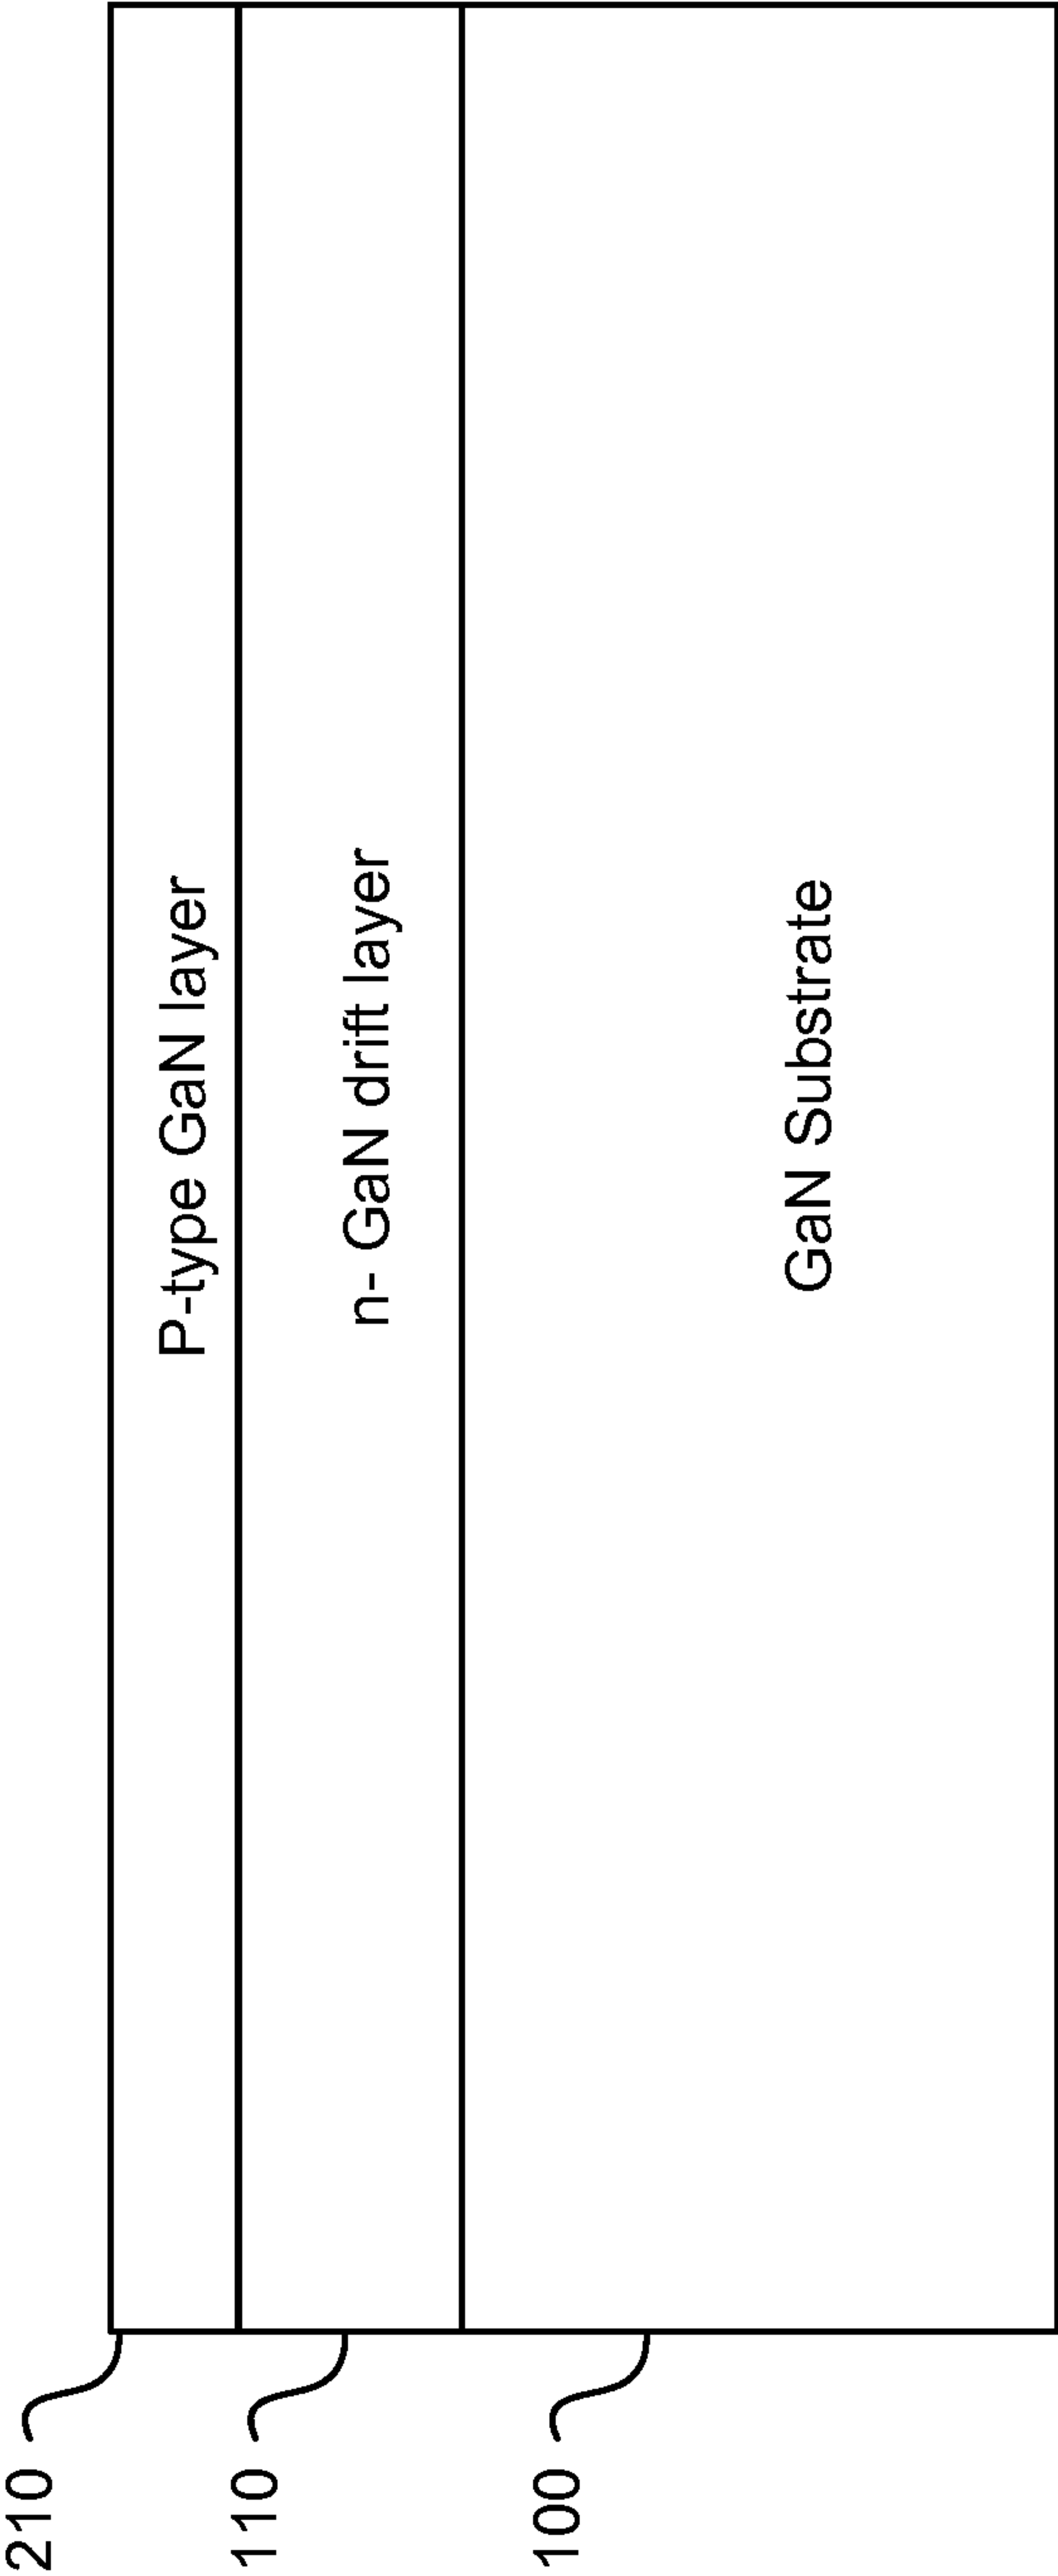 210
P-type GaN layer
110
n- GaN drift layer
100
GaN Substrate